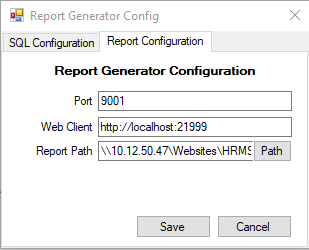 Report Generator Config
SQL Configuration Report Configuration
Report Generator Configuration
Port 9001
Web Client http://localhost:21999
Report Path \\10.12.50.47\Websites\HRMS Path
Save Cancel